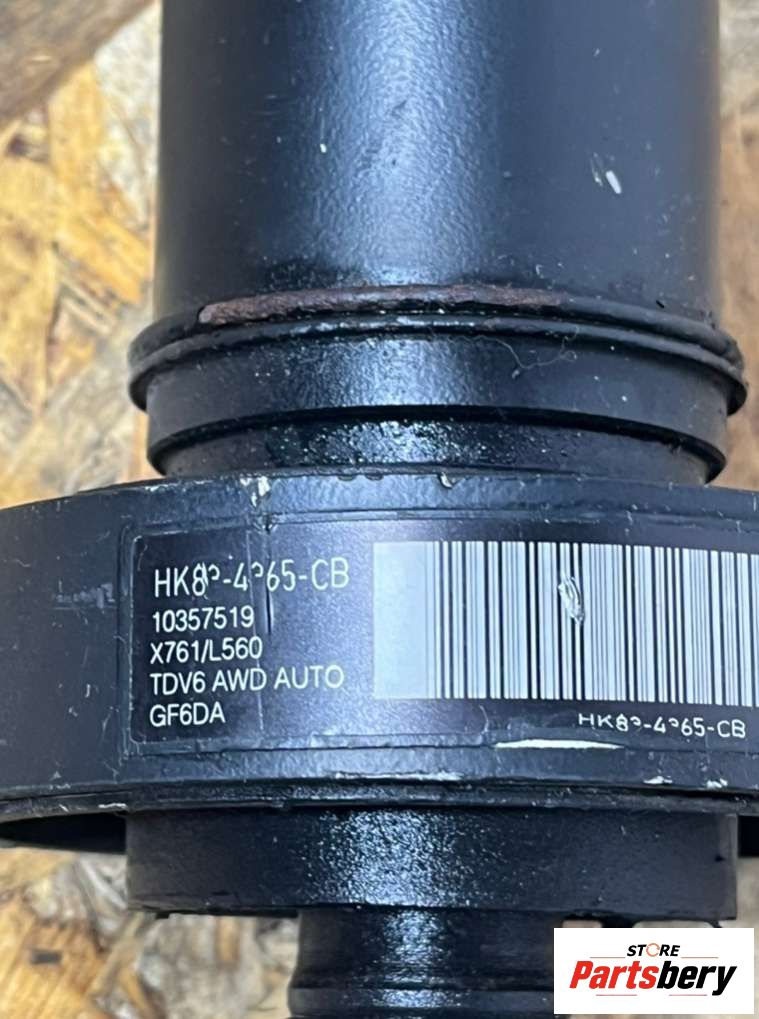 10357519
X761/L560
TDV6 AWD AUTO
GF6DA
STORE
Partsbery